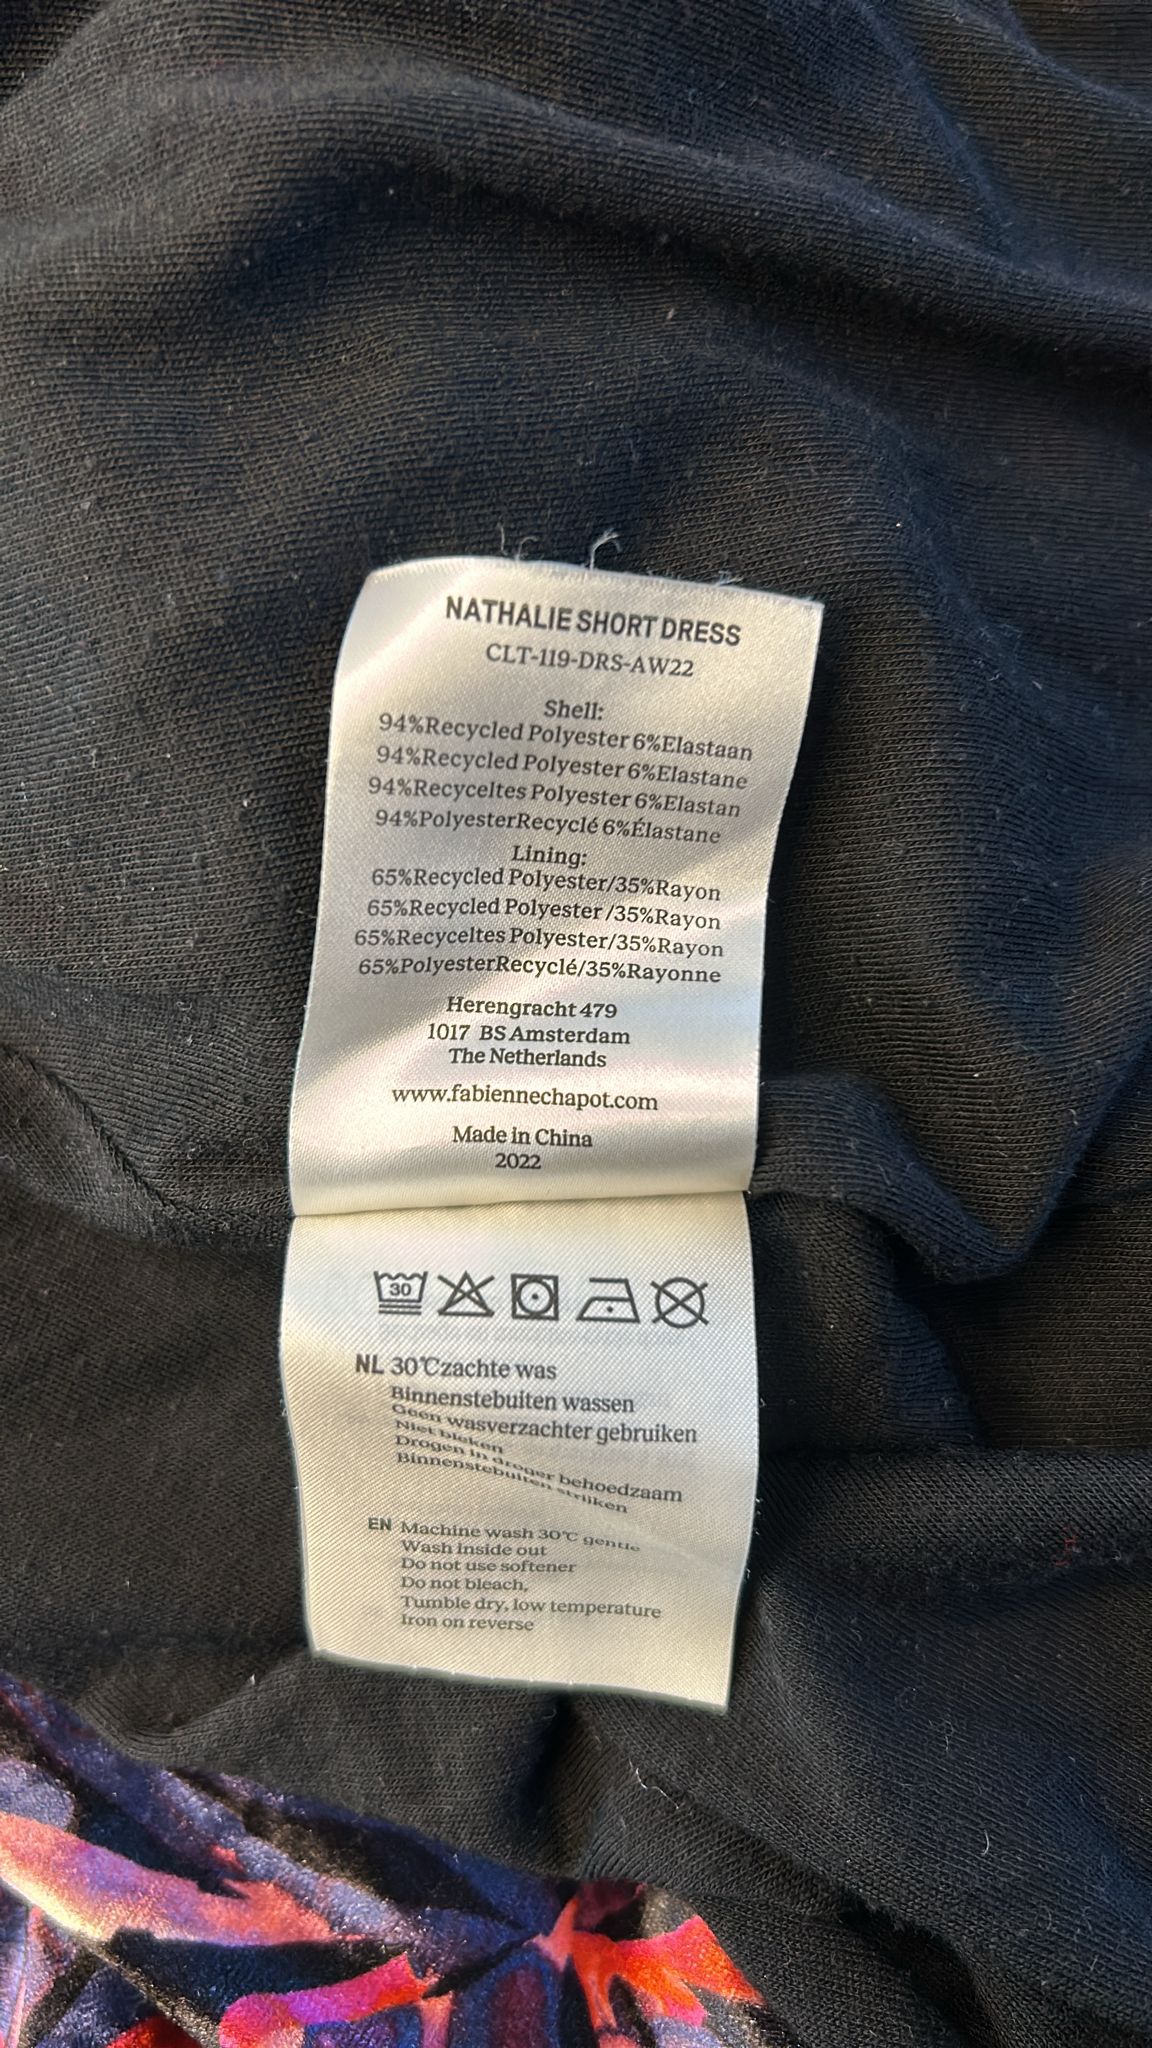 NATHALIE SHORT DRESS
CLT-119-DRS-AW22
Shell:
94%Recycled Polyester 6%Elastaan
94%Recycled Polyester 6%Elastane
94%Recyceltes Polyester 6%Elastan
94%PolyesterRecyclé 6%Élastane
Lining:
65%Recycled Polyester/35%Rayon
65%Recycled Polyester /35%Rayon
65%Recyceltes Polyester/35%Rayon
65%PolyesterRecyclé/35%Rayonne
Herengracht 479
1017 BS Amsterdam
The Netherlands
www.fabiennechapot.com
Made in China
2022
30
NL 30℃zachte was
Binnenstebuiten wassen
Geen wasverzachter gebruiken
Niet bleken
Drogen in droger behoedzaam
Binnenstebuiten strijken
EN Machine wash 30℃ gentle
Wash inside out
Do not use softener
Do not bleach,
Tumble dry, low temperature
Iron on reverse